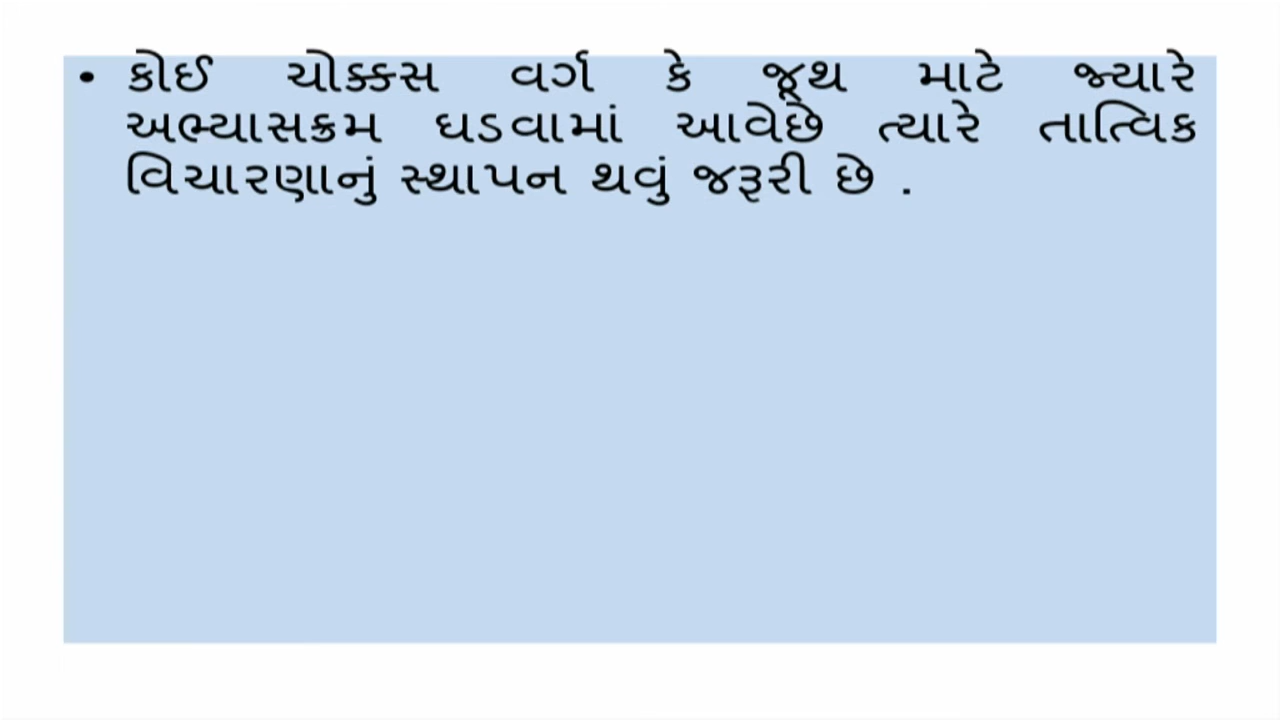 • કોઈ ચોક્કસ વર્ગ કે જૂથ માટે જ્યારે
અભ્યાસક્રમ ઘડવામાં આવેછે ત્યારે તાત્વિક
વિચારણાનું સ્થાપન થવું જરૂરી છે .